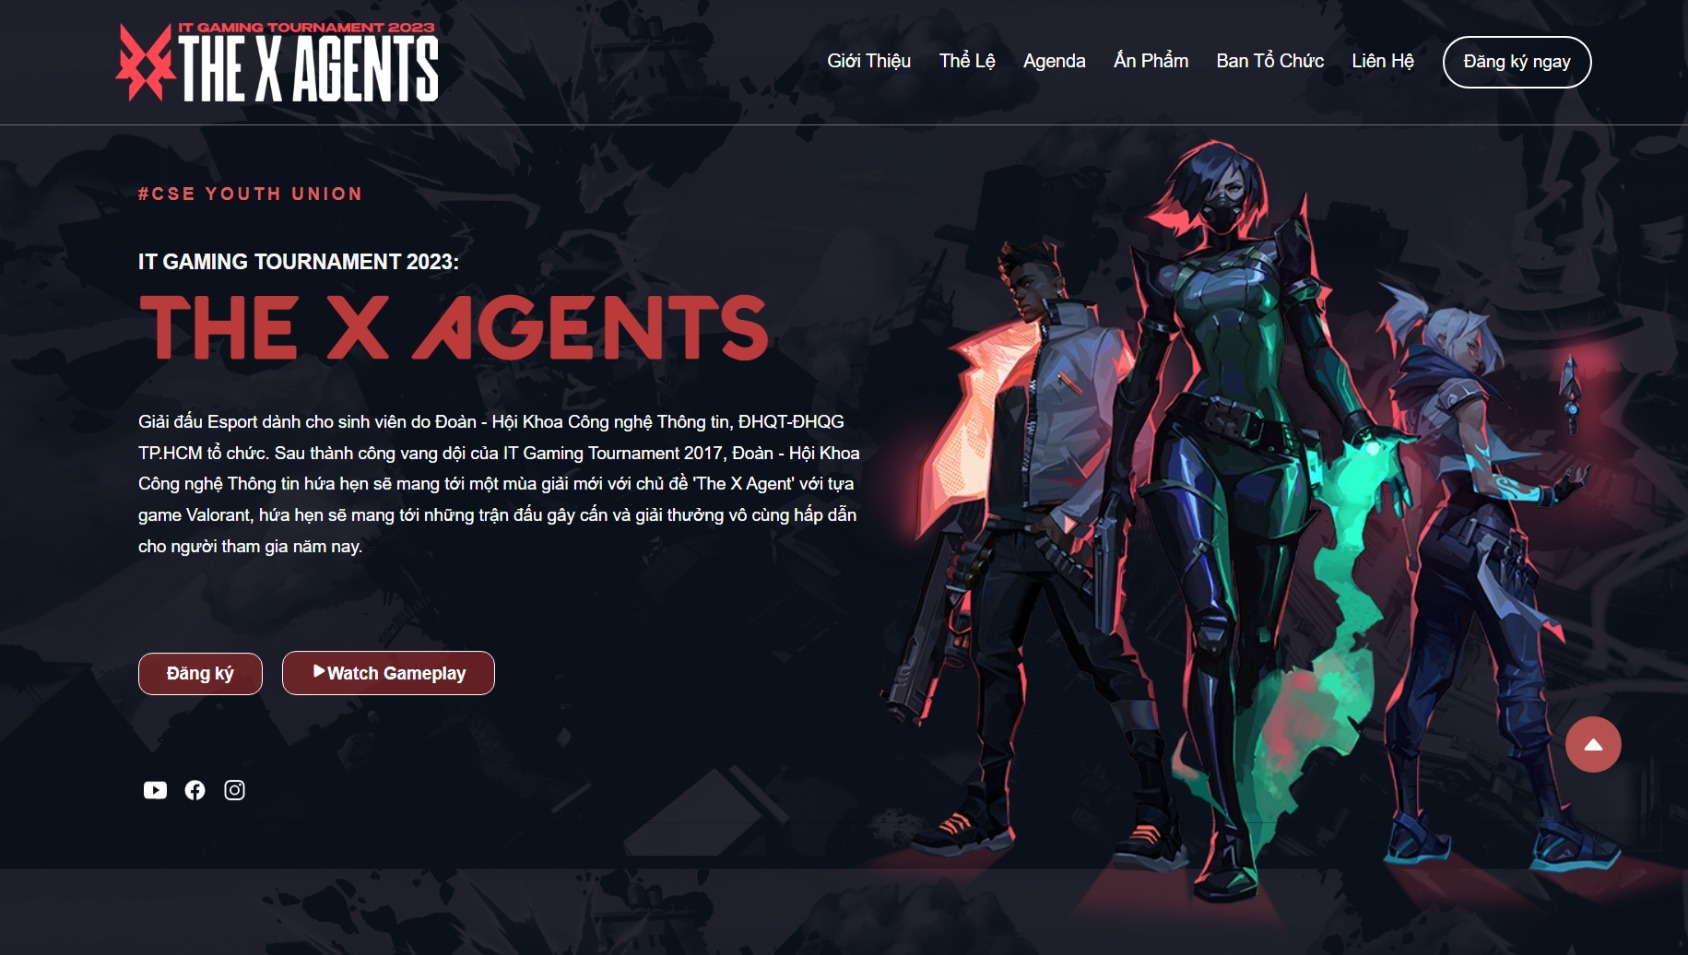 IT GAMING TOURNAMENT 2023
THE X AGENTS
Giới Thiệu
Thể Lệ
Agenda
Ấn Phẩm
Ban Tổ Chức
Liên Hệ
Đăng ký ngay
#CSE YOUTH UNION
IT GAMING TOURNAMENT 2023:
THE X AGENTS
Giải đấu Esport dành cho sinh viên do Đoàn - Hội Khoa Công nghệ Thông tin, ĐHQT-ĐHQG
TP.HCM tổ chức. Sau thành công vang dội của IT Gaming Tournament 2017, Đoàn - Hội Khoa
Công nghệ Thông tin hứa hẹn sẽ mang tới một mùa giải mới với chủ đề 'The X Agent' với tựa
game Valorant, hứa hẹn sẽ mang tới những trận đấu gây cấn và giải thưởng vô cùng hấp dẫn
cho người tham gia năm nay.
Đăng ký
Watch Gameplay